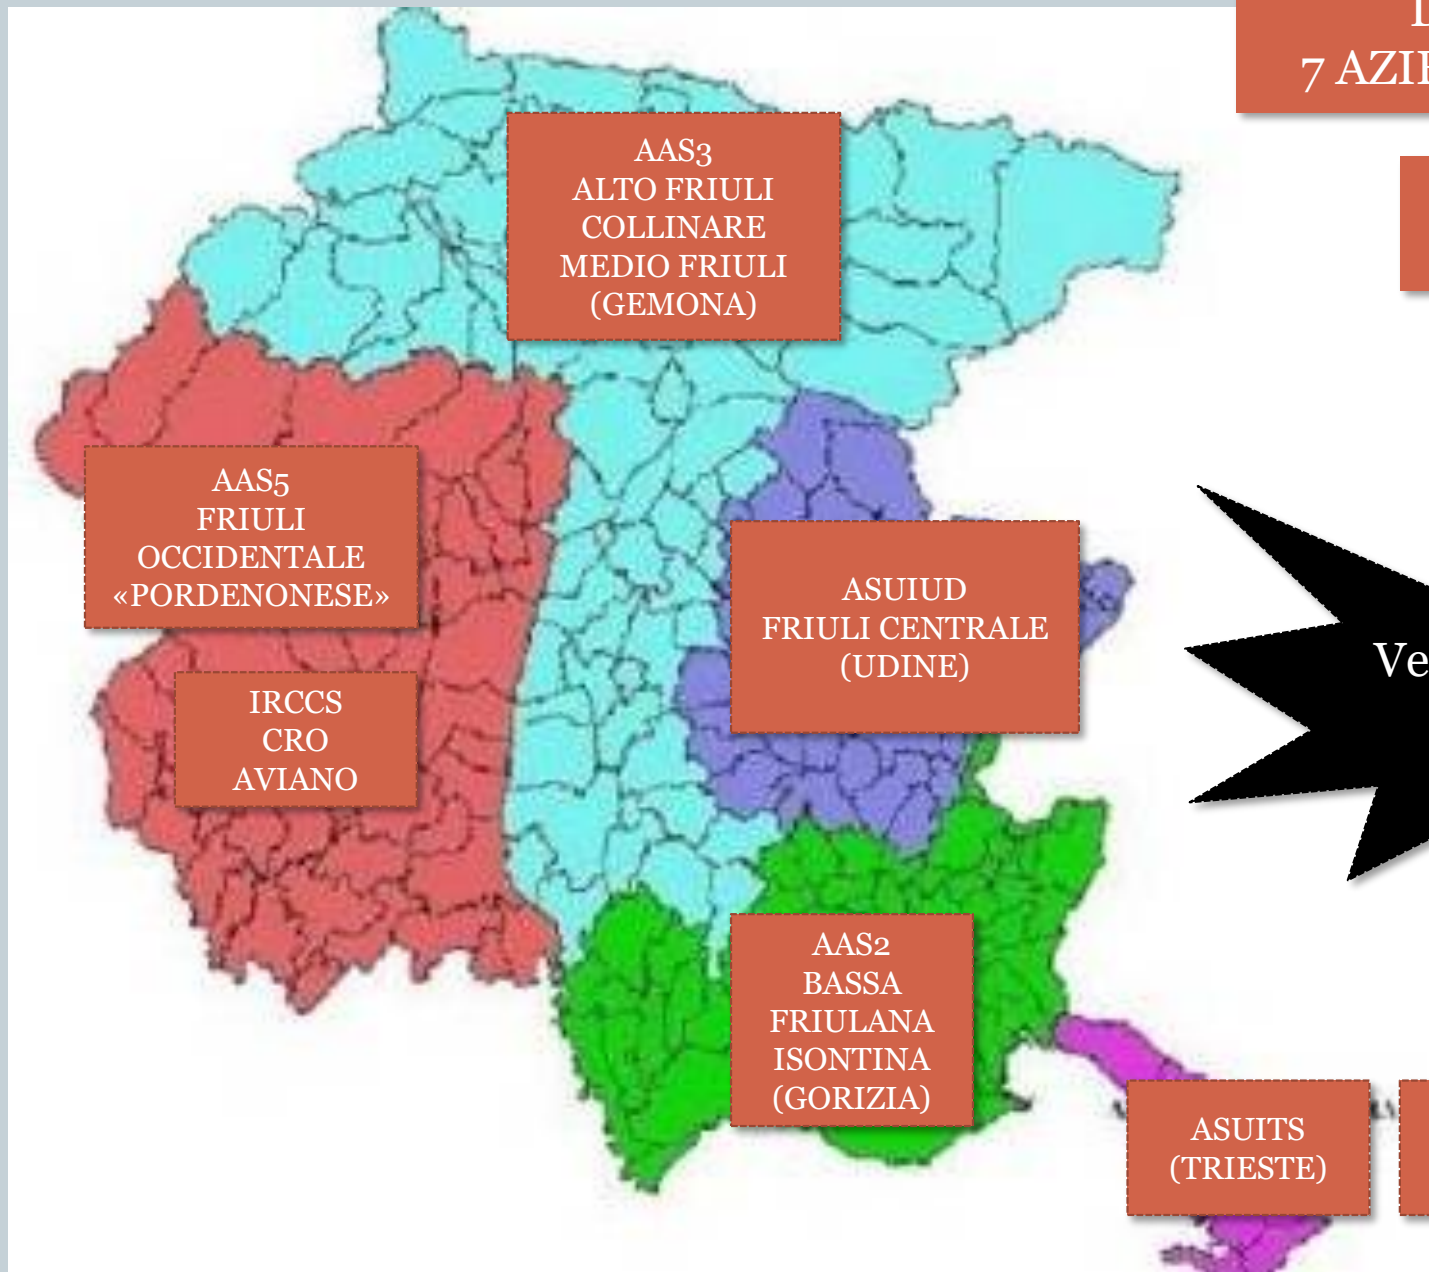 7
AAS3
ALTO FRIULI
COLLINARE
MEDIO FRIULI
(GEMONA)
AAS5
FRIULI
OCCIDENTALE
«PORDENONESE»
ASUIUD
FRIULI CENTRALE
(UDINE)
IRCCS
CRO
AVIANO
AAS2
BASSA
FRIULANA
ISONTINA
(GORIZIA)
ASUITS
(TRIESTE)